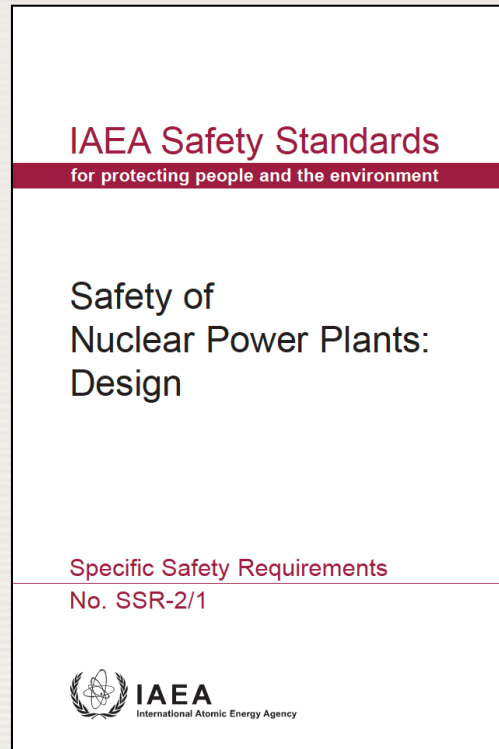 IAEA Safety Standards
for protecting people and the environment
Safety of
Nuclear Power Plants:
Design
Specific Safety Requirements
No. SSR-2/1
IAEA
International Atomic Energy Agency